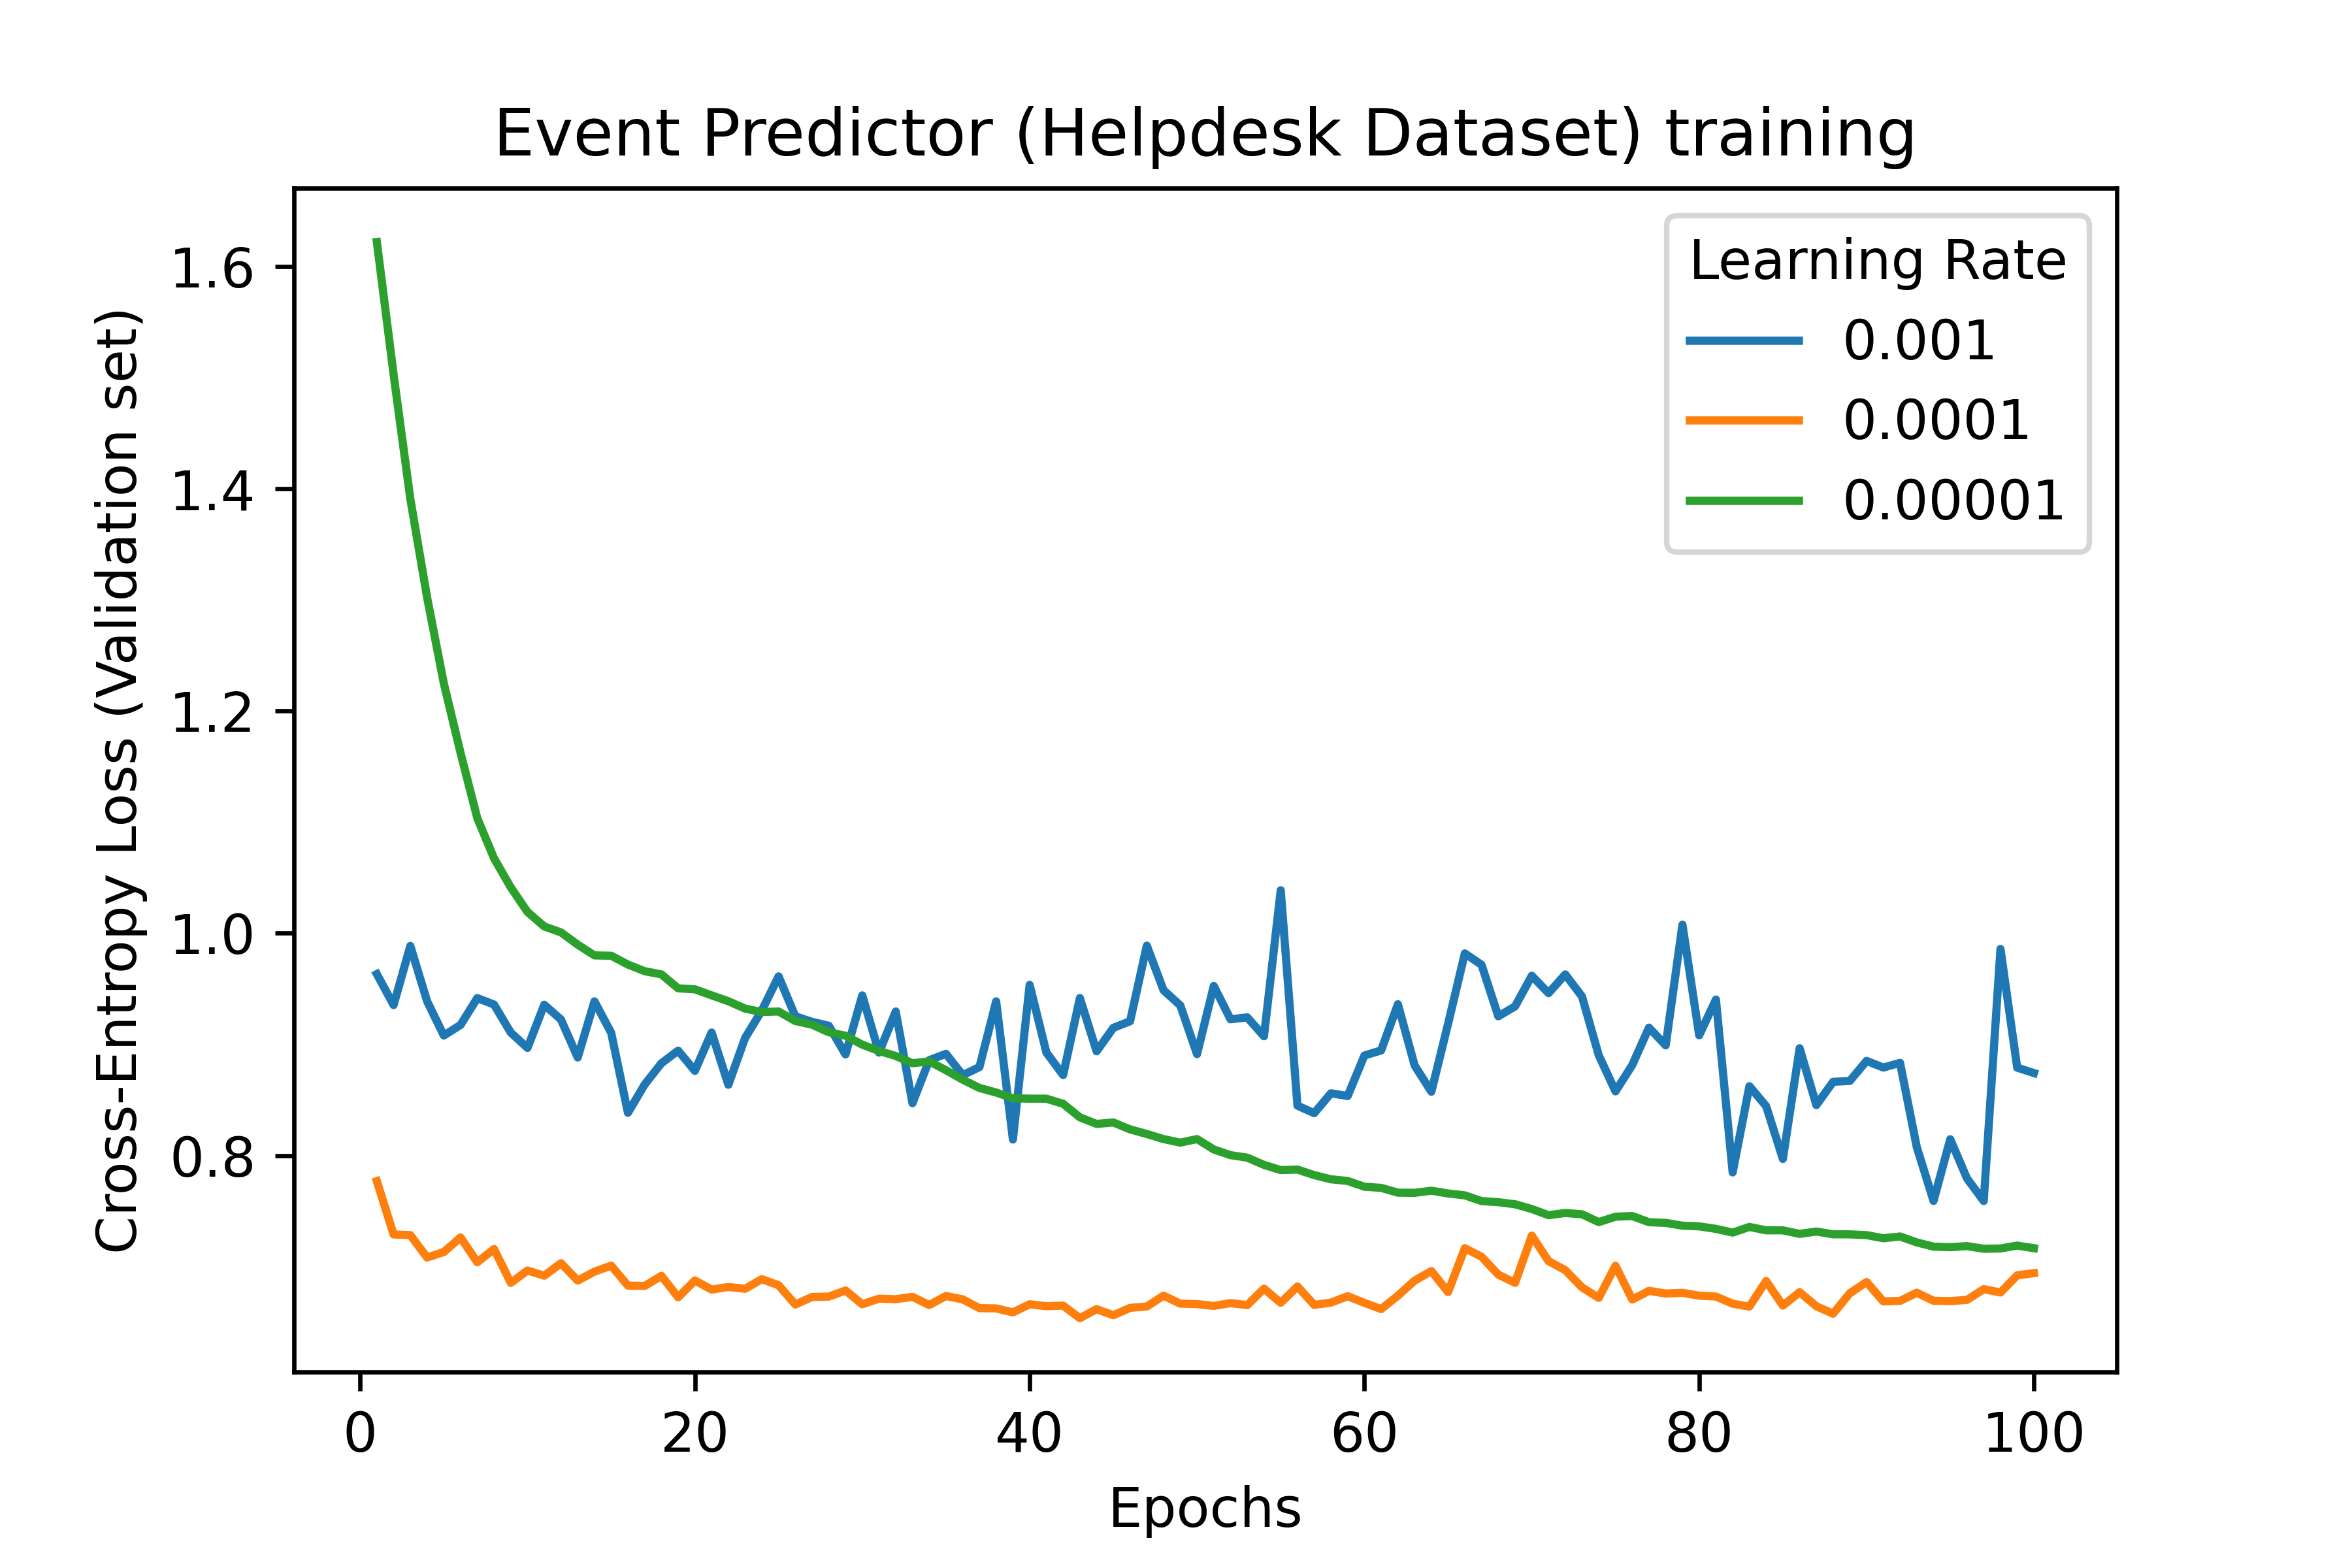 Event Predictor (Helpdesk Dataset) training
Cross-Entropy Loss (Validation set)
1.6
1.4
1.2
1.0
0.8
Learning Rate
0.001
0.0001
0.00001
0 20 40 60 80 100
Epochs